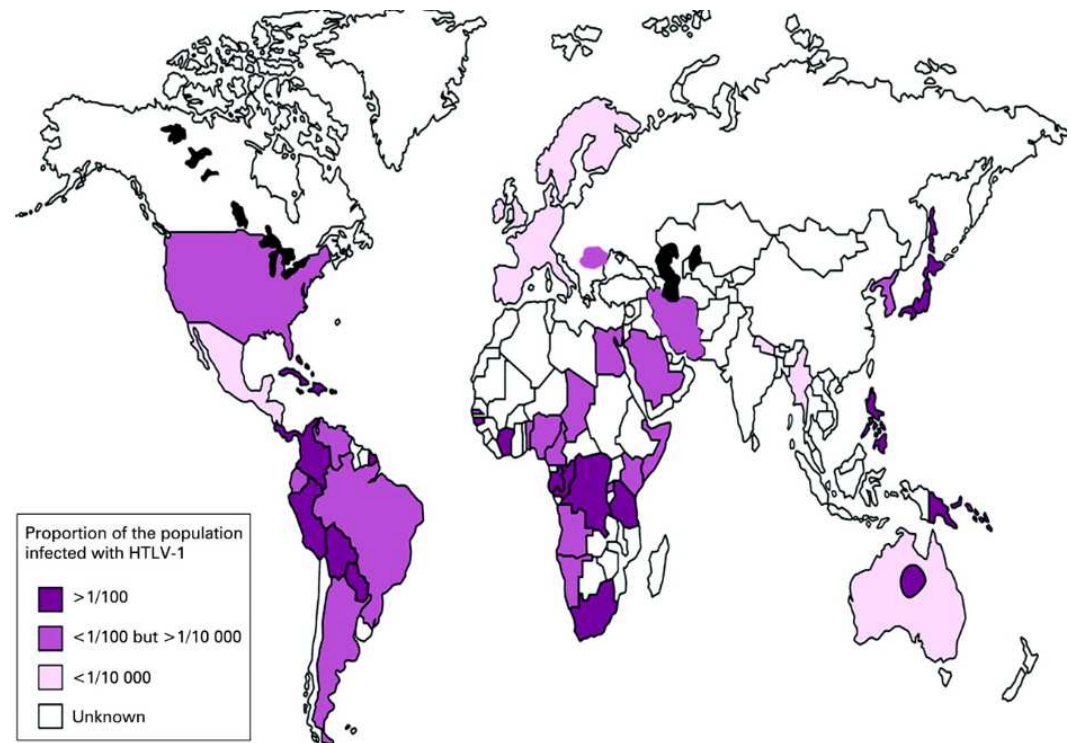 Proportion of the population
infected with HTLV-1
>1/100
<1/100 but >1/10 000
<1/10 000
Unknown